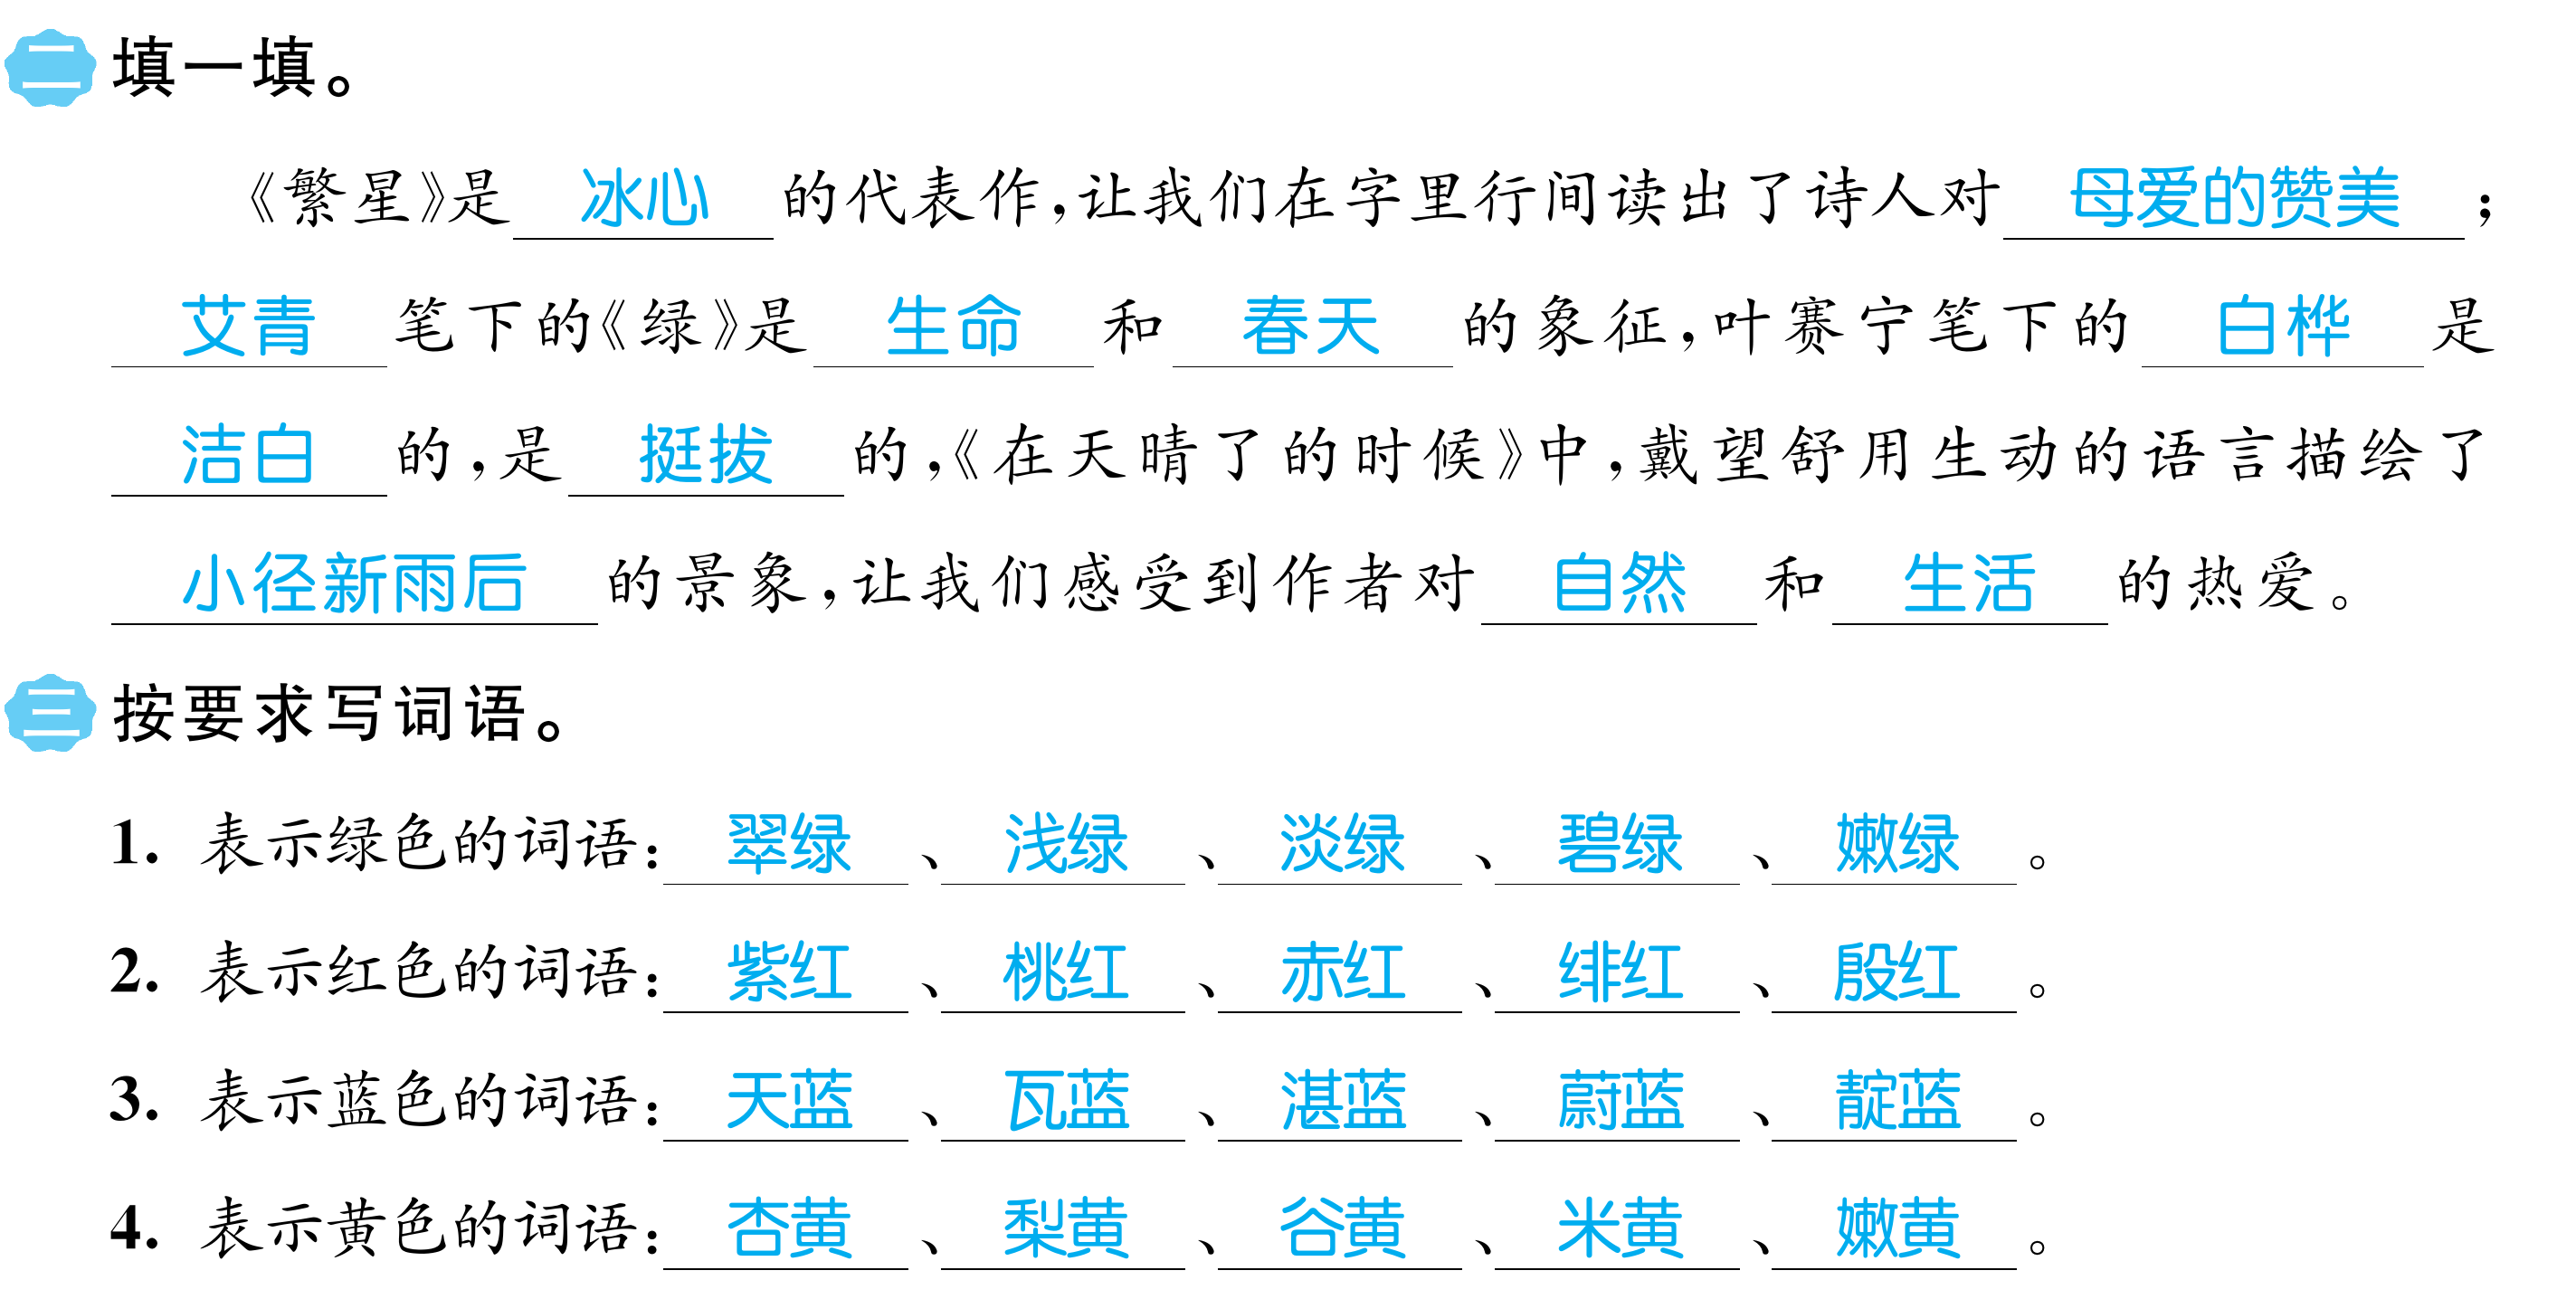 二 填一填。
《繁星》是 冰心 的代表作,让我们在字里行间读出了诗人对 母爱的赞美 ;
艾青 笔下的《绿》是 生命 和 春天 的象征,叶赛宁笔下的 白桦 是
洁白 的,是 挺拔 的,《在天晴了的时候》中,戴望舒用生动的语言描绘了
小径新雨后 的景象,让我们感受到作者对 自然 和 生活 的热爱。
三 按要求写词语。
1. 表示绿色的词语: 翠绿 、 浅绿 、 淡绿 、 碧绿 、 嫩绿 。
2. 表示红色的词语: 紫红 、 桃红 、 赤红 、 绯红 、 殷红 。
3. 表示蓝色的词语: 天蓝 、 瓦蓝 、 湛蓝 、 蔚蓝 、 靛蓝 。
4. 表示黄色的词语: 杏黄 、 梨黄 、 谷黄 、 米黄 、 嫩黄 。